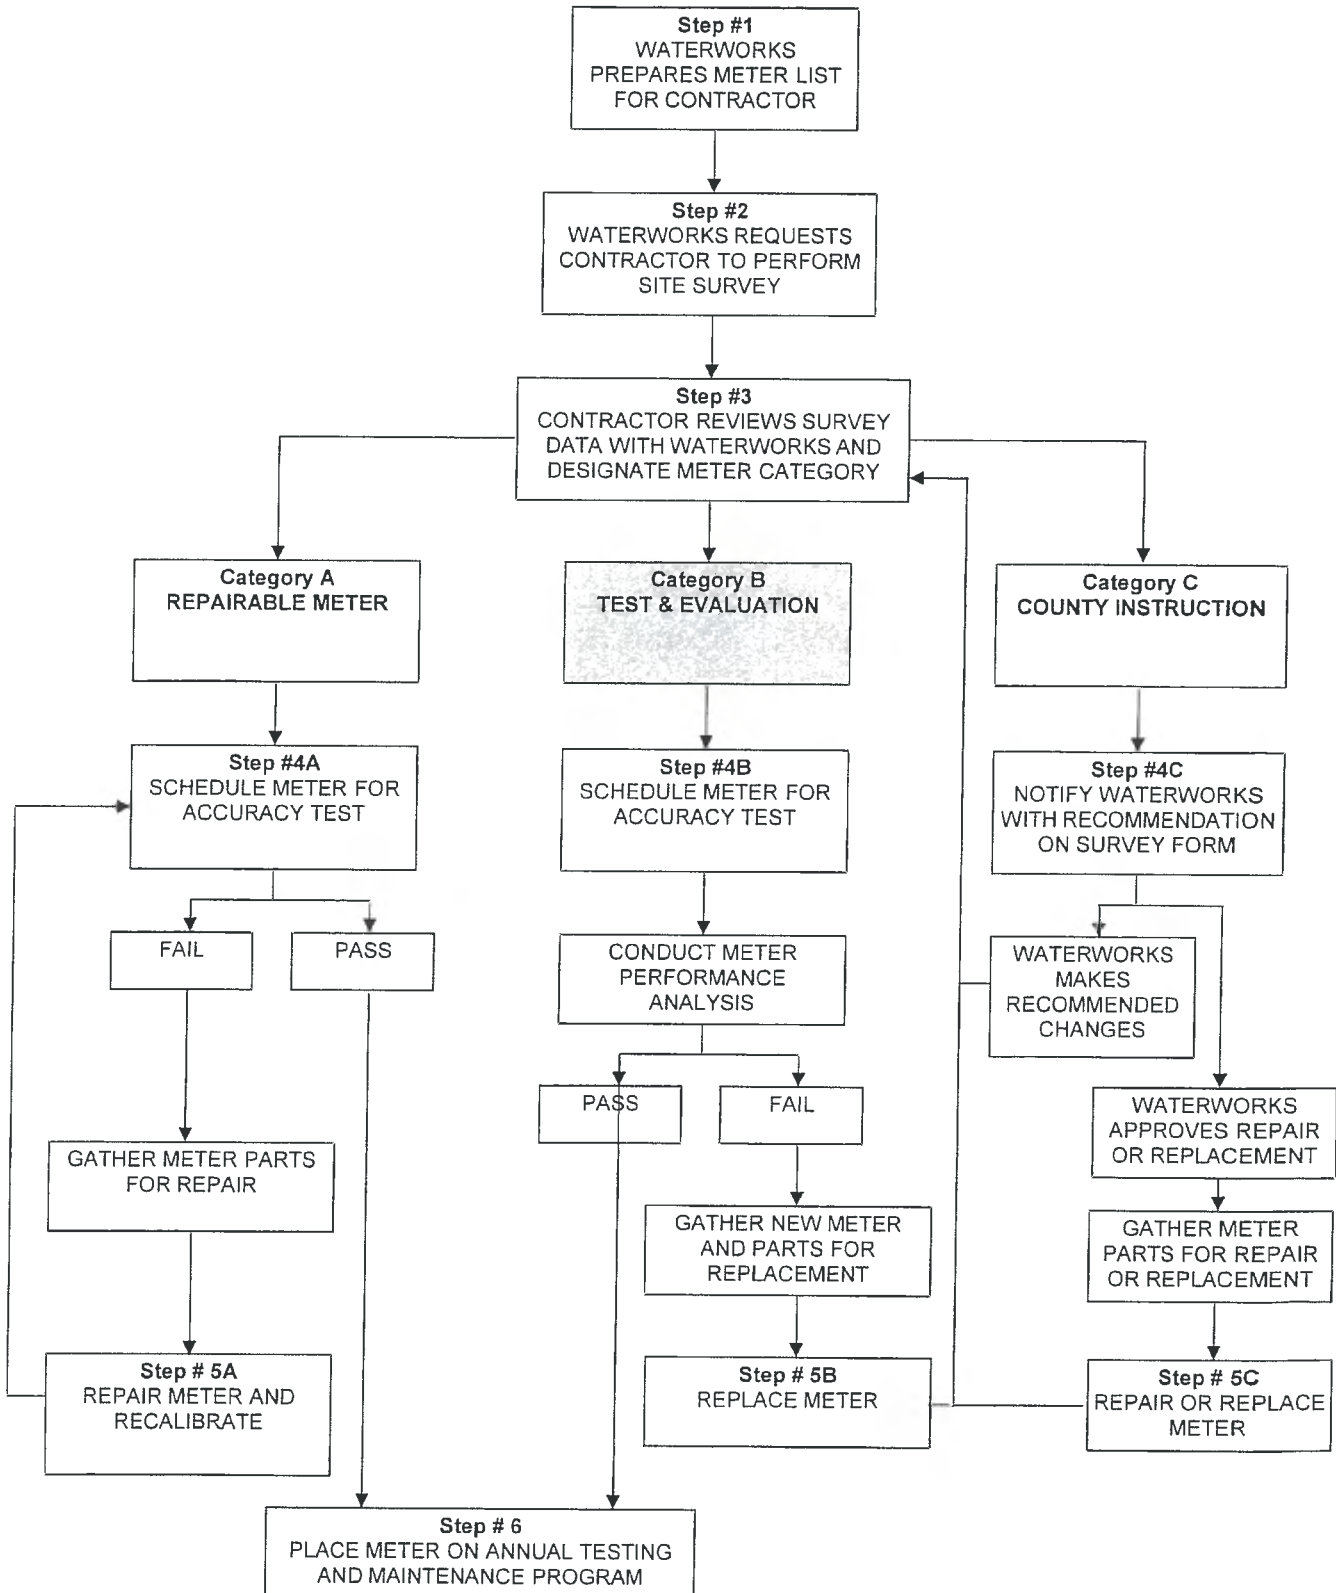 Step #1
WATERWORKS
PREPARES METER LIST
FOR CONTRACTOR
Step #2
WATERWORKS REQUESTS
CONTRACTOR TO PERFORM
SITE SURVEY
Step #3
CONTRACTOR REVIEWS SURVEY
DATA WITH WATERWORKS AND
DESIGNATE METER CATEGORY
Category A
REPAIRABLE METER
Category B
TEST & EVALUATION
Category C
COUNTY INSTRUCTION
Step #4A
SCHEDULE METER FOR
ACCURACY TEST
Step #4B
SCHEDULE METER FOR
ACCURACY TEST
Step #4C
NOTIFY WATERWORKS
WITH RECOMMENDATION
ON SURVEY FORM
FAIL
PASS
CONDUCT METER
PERFORMANCE
ANALYSIS
WATERWORKS
MAKES
RECOMMENDED
CHANGES
PASS
FAIL
WATERWORKS
APPROVES REPAIR
OR REPLACEMENT
GATHER METER PARTS
FOR REPAIR
GATHER NEW METER
AND PARTS FOR
REPLACEMENT
GATHER METER
PARTS FOR REPAIR
OR REPLACEMENT
Step # 5A
REPAIR METER AND
RECALIBRATE
Step # 5B
REPLACE METER
Step # 5C
REPAIR OR REPLACE
METER
Step # 6
PLACE METER ON ANNUAL TESTING
AND MAINTENANCE PROGRAM